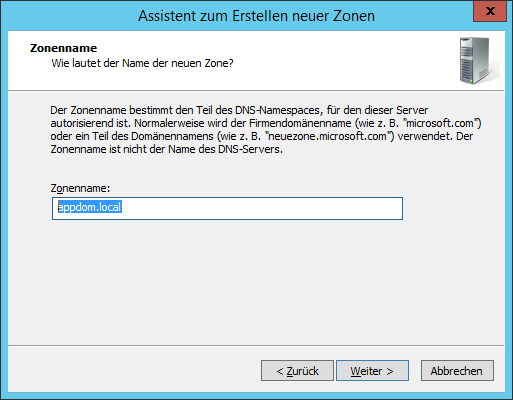 Assistent zum Erstellen neuer Zonen
X
Zonenname
Wie lautet der Name der neuen Zone?
Der Zonenname bestimmt den Teil des DNS-Namespaces, für den dieser Server
autorisierend ist. Normalerweise wird der Firmendomänenname (wie z. B. "microsoft.com")
oder ein Teil des Domänennamens (wie z. B. "neuezone.microsoft.com") verwendet. Der
Zonenname ist nicht der Name des DNS-Servers.
Zonenname:
appdom.local
< Zurück
Weiter >
Abbrechen